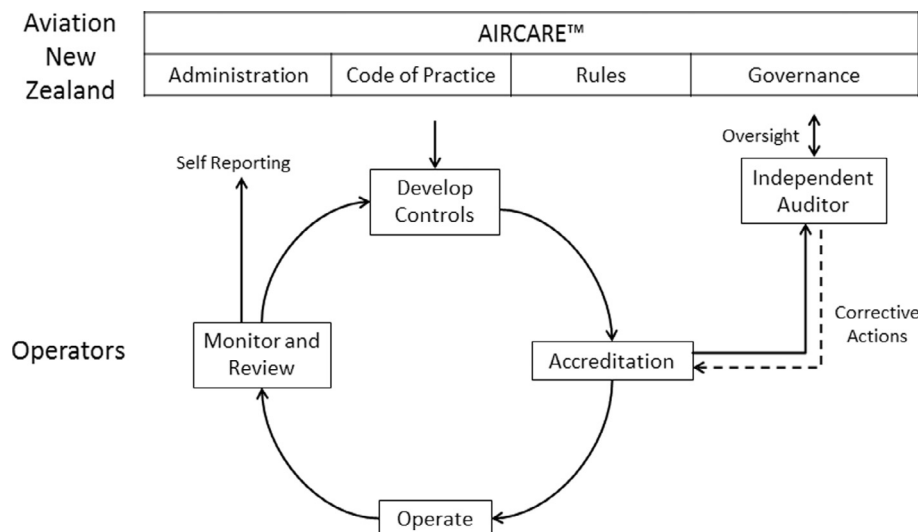 Aviation
New
Zealand
AIRCARE™
Administration
Code of Practice
Rules
Governance
Self Reporting
Oversight
Develop
Controls
Independent
Auditor
Corrective
Actions
Operators
Monitor and
Review
Accreditation
Operate